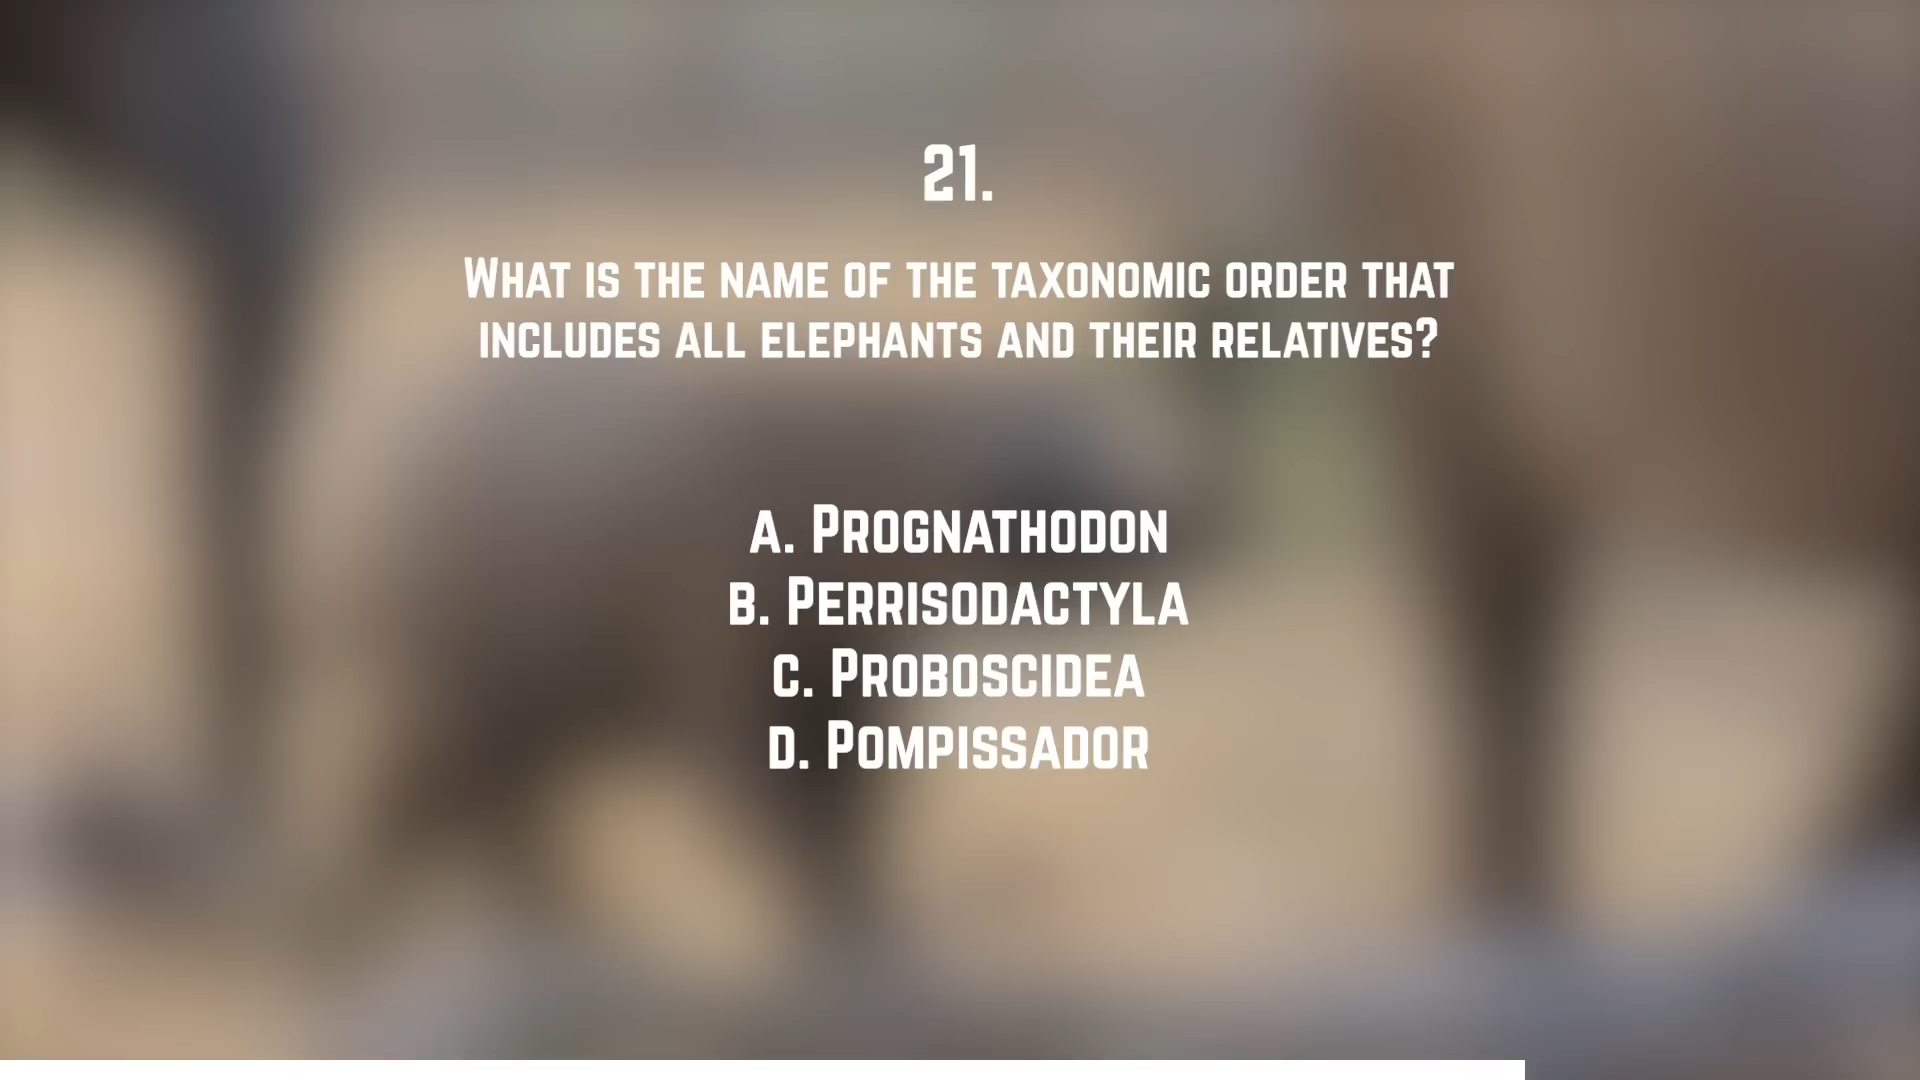 21.
What is the name of the taxonomic order that
includes all elephants and their relatives?
a. Prognathodon
b. Perrisodactyla
c. Proboscidea
d. Pompissador